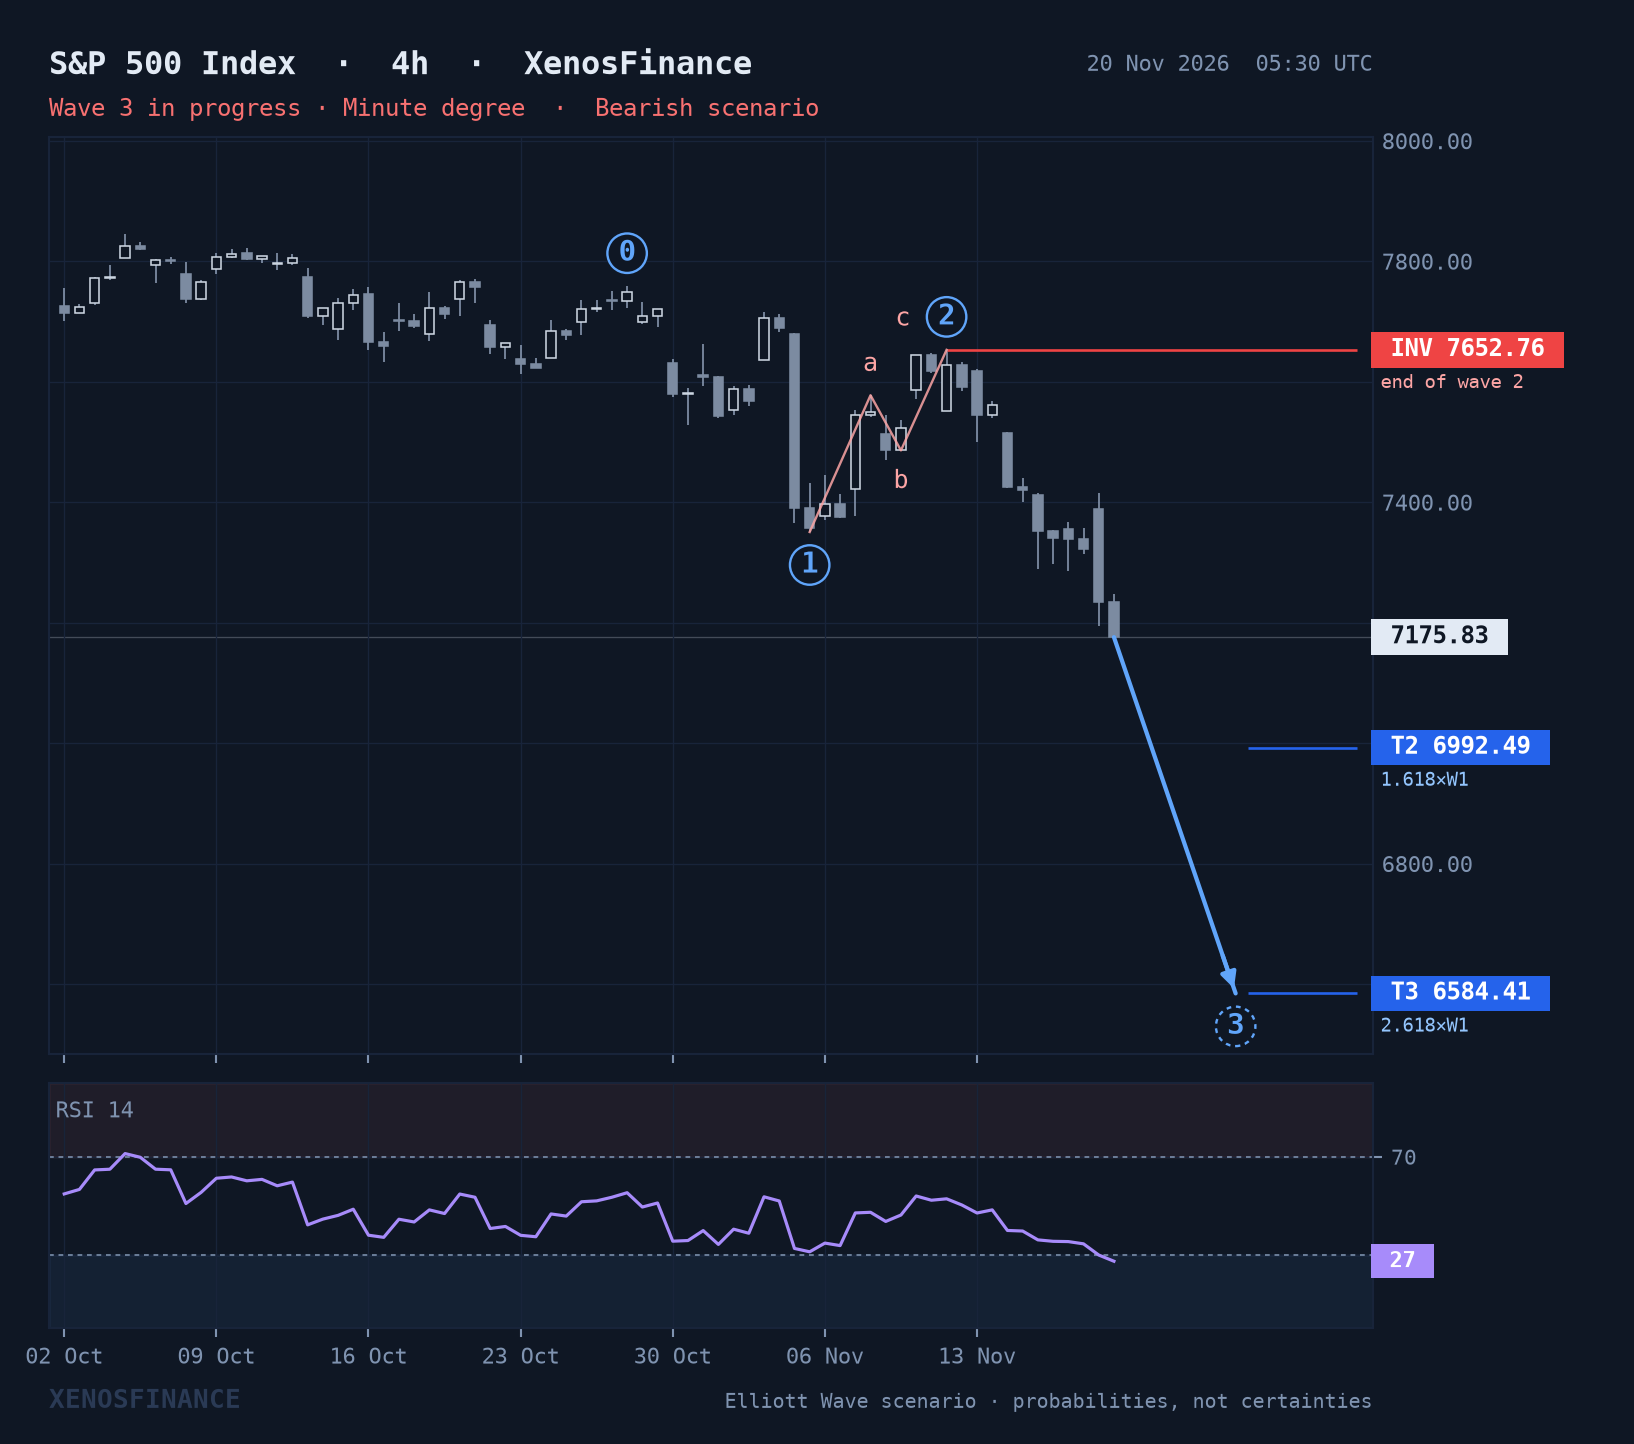 S&P 500 Index · 4h · XenosFinance
20 Nov 2026 05:30 UTC
Wave 3 in progress · Minute degree · Bearish scenario
8000.00
7800.00
0
c
2
a
INV 7652.76
end of wave 2
b
7400.00
1
7175.83
T2 6992.49
1.618×W1
6800.00
T3 6584.41
3
2.618×W1
RSI 14
70
27
02 Oct
09 Oct
16 Oct
23 Oct
30 Oct
06 Nov
13 Nov
XENOSFINANCE
Elliott Wave scenario · probabilities, not certainties